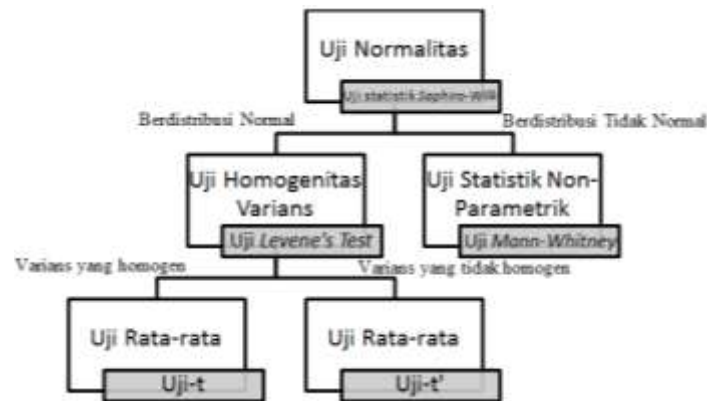 Uji Normalitas
Uji statistik Saphiro-Wilk
Berdistribusi Normal
Berdistribusi Tidak Normal
Uji Homogenitas
Varians
Uji Levene's Test
Uji Statistik Non-
Parametrik
Uji Mann-Whitney
Varians yang homogen
Varians yang tidak homogen
Uji Rata-rata
Uji-t
Uji Rata-rata
Uji-t'